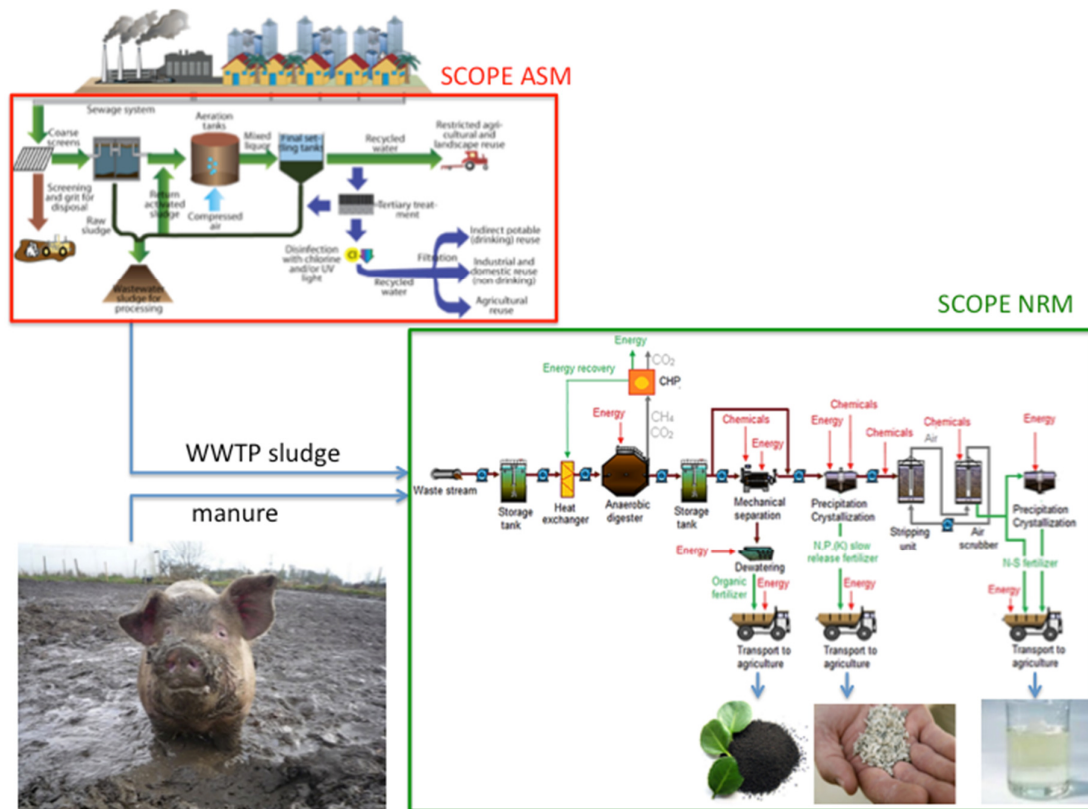 SCOPE ASM
Sewage system
Coarse
screens
Aeration
tanks
Mixed
liquor
Final set-
tling tanks
Recycled
water
Restricted agri-
cultural and
landscape reuse
Screening
and grit for
disposal
Raw
sludge
Return
activated
sludge
Compressed
air
Tertiary treat-
ment
Wastewater
sludge for
processing
Disinfection
with chlorine
and/or UV
light
Cl
Filtration
Recycled
water
Indirect potable
(drinking) reuse
Industrial and
domestic reuse
(non-drinking)
Agricultural
reuse
SCOPE NRM
WWTP sludge
manure
Energy
CO2
Energy recovery
CHP
Energy
CH4
CO2
Waste stream
Storage
tank
Heat
exchanger
Anaerobic
digester
Storage
tank
Chemicals
Energy
Mechanical
separation
Energy
Dewatering
Organic
fertilizer
Energy
Transport to
agriculture
Chemicals
Energy
Precipitation
Crystallization
N,P,(K) slow
release fertilizer
Energy
Transport to
agriculture
Chemicals
Air
Stripping
unit
Chemicals
Air
scrubber
Energy
Precipitation
Crystallization
N-S fertilizer
Energy
Transport to
agriculture